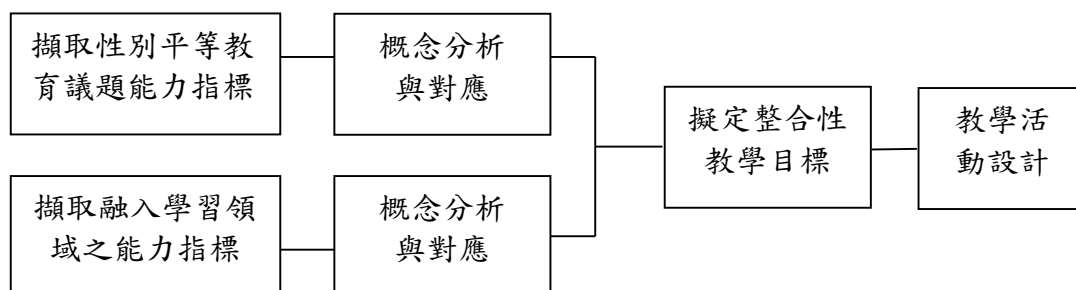 擷取性別平等教
育議題能力指標
概念分析
與對應
擷取融入學習領
域之能力指標
概念分析
與對應
擬定整合性
教學目標
教學活
動設計